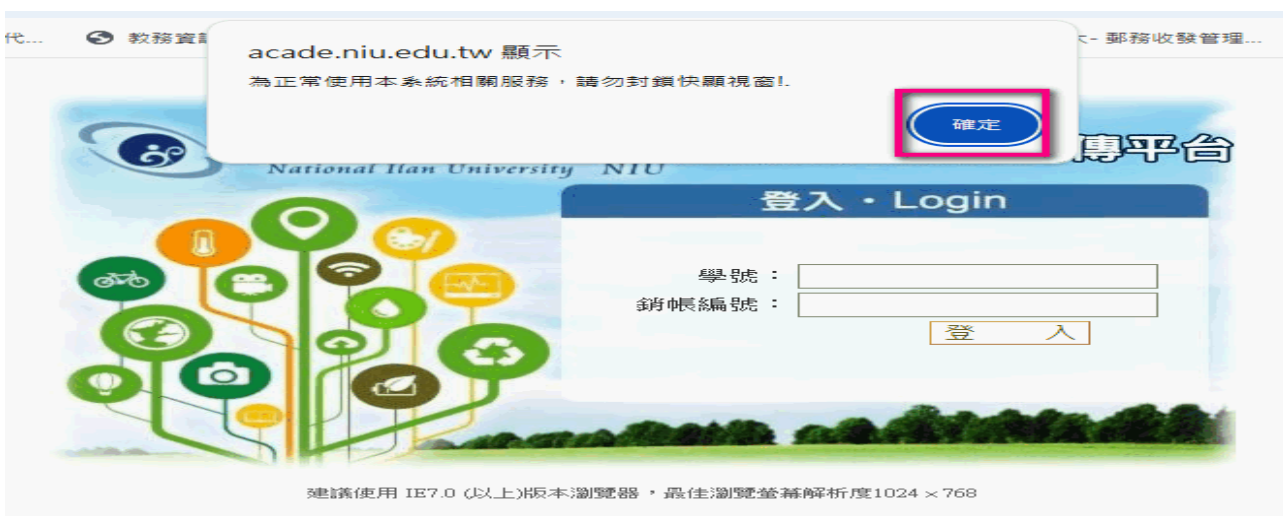 代...
教務資訊
- 郵務收發管理...
acade.niu.edu.tw 顯示
為正常使用本系統相關服務，請勿封鎖快顯視窗!.
確定
傳平台
National Ilan University NIU
登入・Login
學號：
銷帳編號：
登 入
建議使用 IE7.0 (以上)版本瀏覽器，最佳瀏覽螢幕解析度1024 × 768